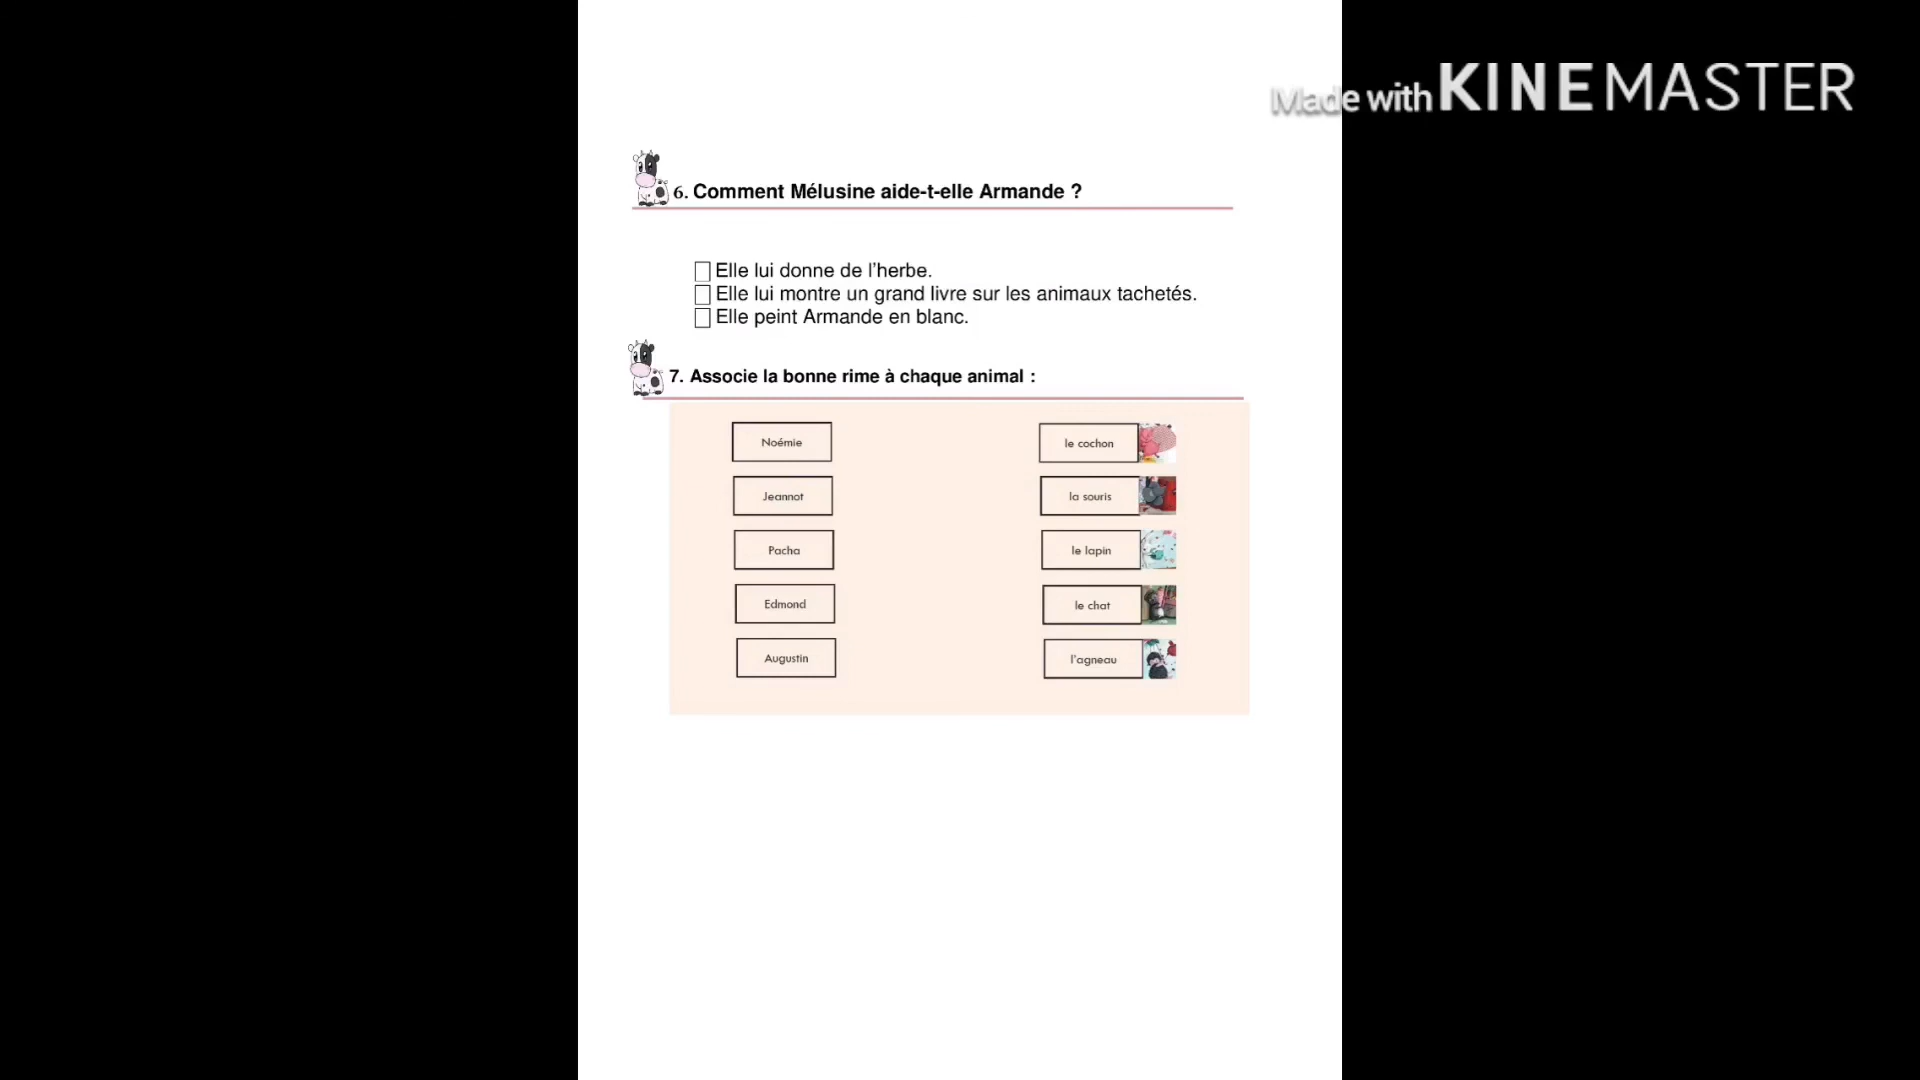 Made with KINEMASTER
6. Comment Mélusine aide-t-elle Armande ?
Elle lui donne de l'herbe.
Elle lui montre un grand livre sur les animaux tachetés.
Elle peint Armande en blanc.
7. Associe la bonne rime à chaque animal :
Noémie
le cochon
Jeannot
la souris
Pacha
le lapin
Edmond
le chat
Augustin
l'agneau